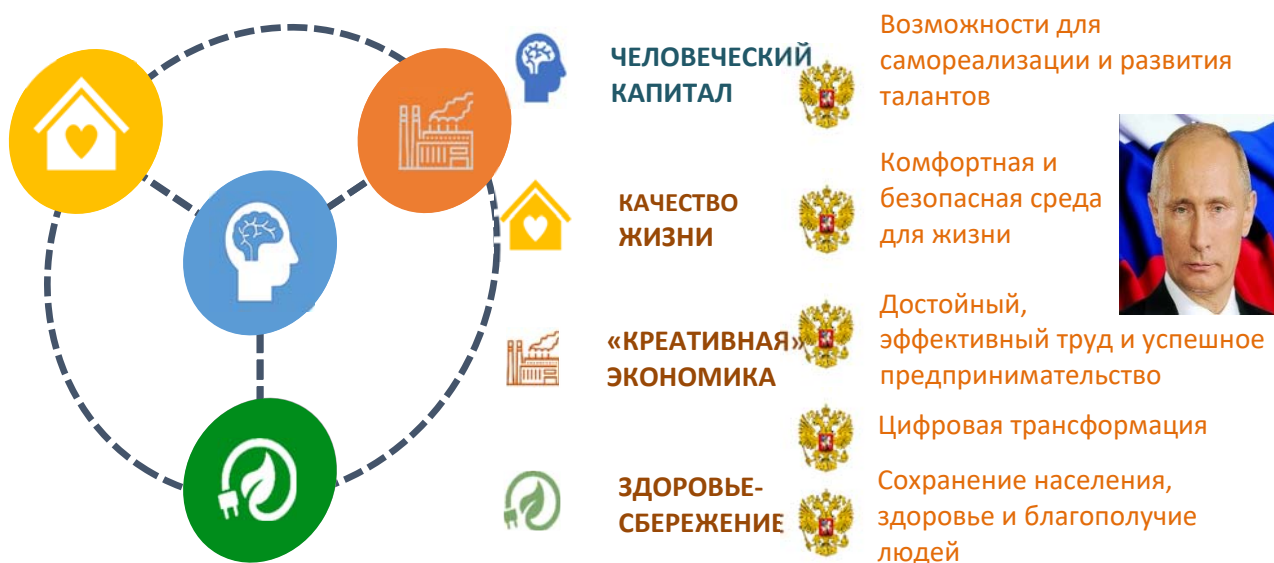 ЧЕЛОВЕЧЕСКИЙ
КАПИТАЛ
Возможности для
самореализации и развития
талантов
КАЧЕСТВО
ЖИЗНИ
Комфортная и
безопасная среда
для жизни
«КРЕАТИВНАЯ»
ЭКОНОМИКА
Достойный,
эффективный труд и успешное
предпринимательство
Цифровая трансформация
ЗДОРОВЬЕ-
СБЕРЕЖЕНИЕ
Сохранение населения,
здоровье и благополучие
людей